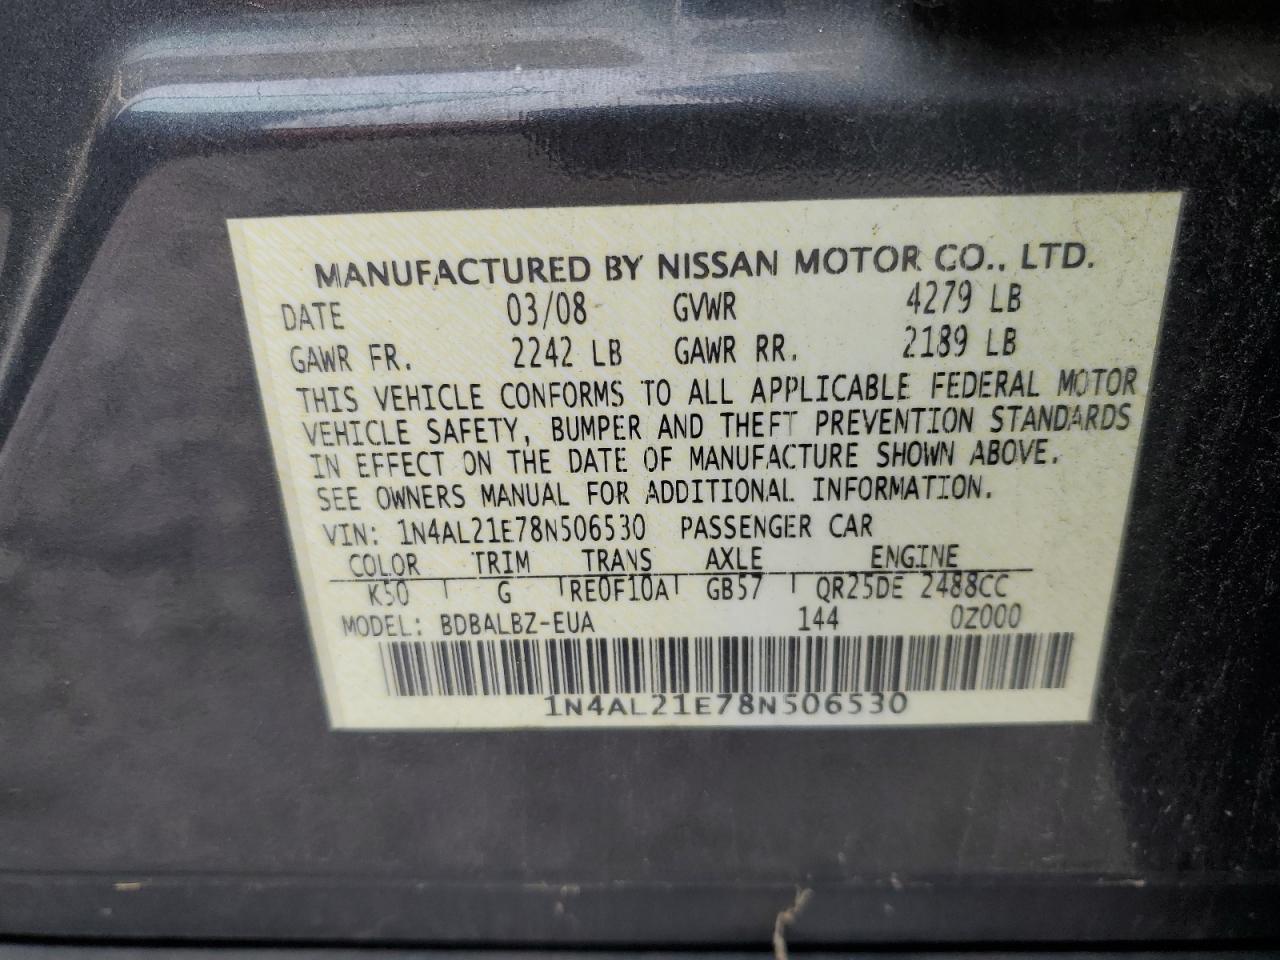 MANUFACTURED BY NISSAN MOTOR CO., LTD.
DATE 03/08 GVWR 4279 LB
GAWR FR. 2242 LB GAWR RR. 2189 LB
THIS VEHICLE CONFORMS TO ALL APPLICABLE FEDERAL MOTOR
VEHICLE SAFETY, BUMPER AND THEFT PREVENTION STANDARDS
IN EFFECT ON THE DATE OF MANUFACTURE SHOWN ABOVE.
SEE OWNERS MANUAL FOR ADDITIONAL INFORMATION.
VIN: 1N4AL21E78N506530 PASSENGER CAR
COLOR TRIM TRANS AXLE ENGINE
K50 G RE0F10A GB57 QR25DE 2488CC
MODEL: BDBALBZ-EUA 144 0Z000
1N4AL21E78N506530